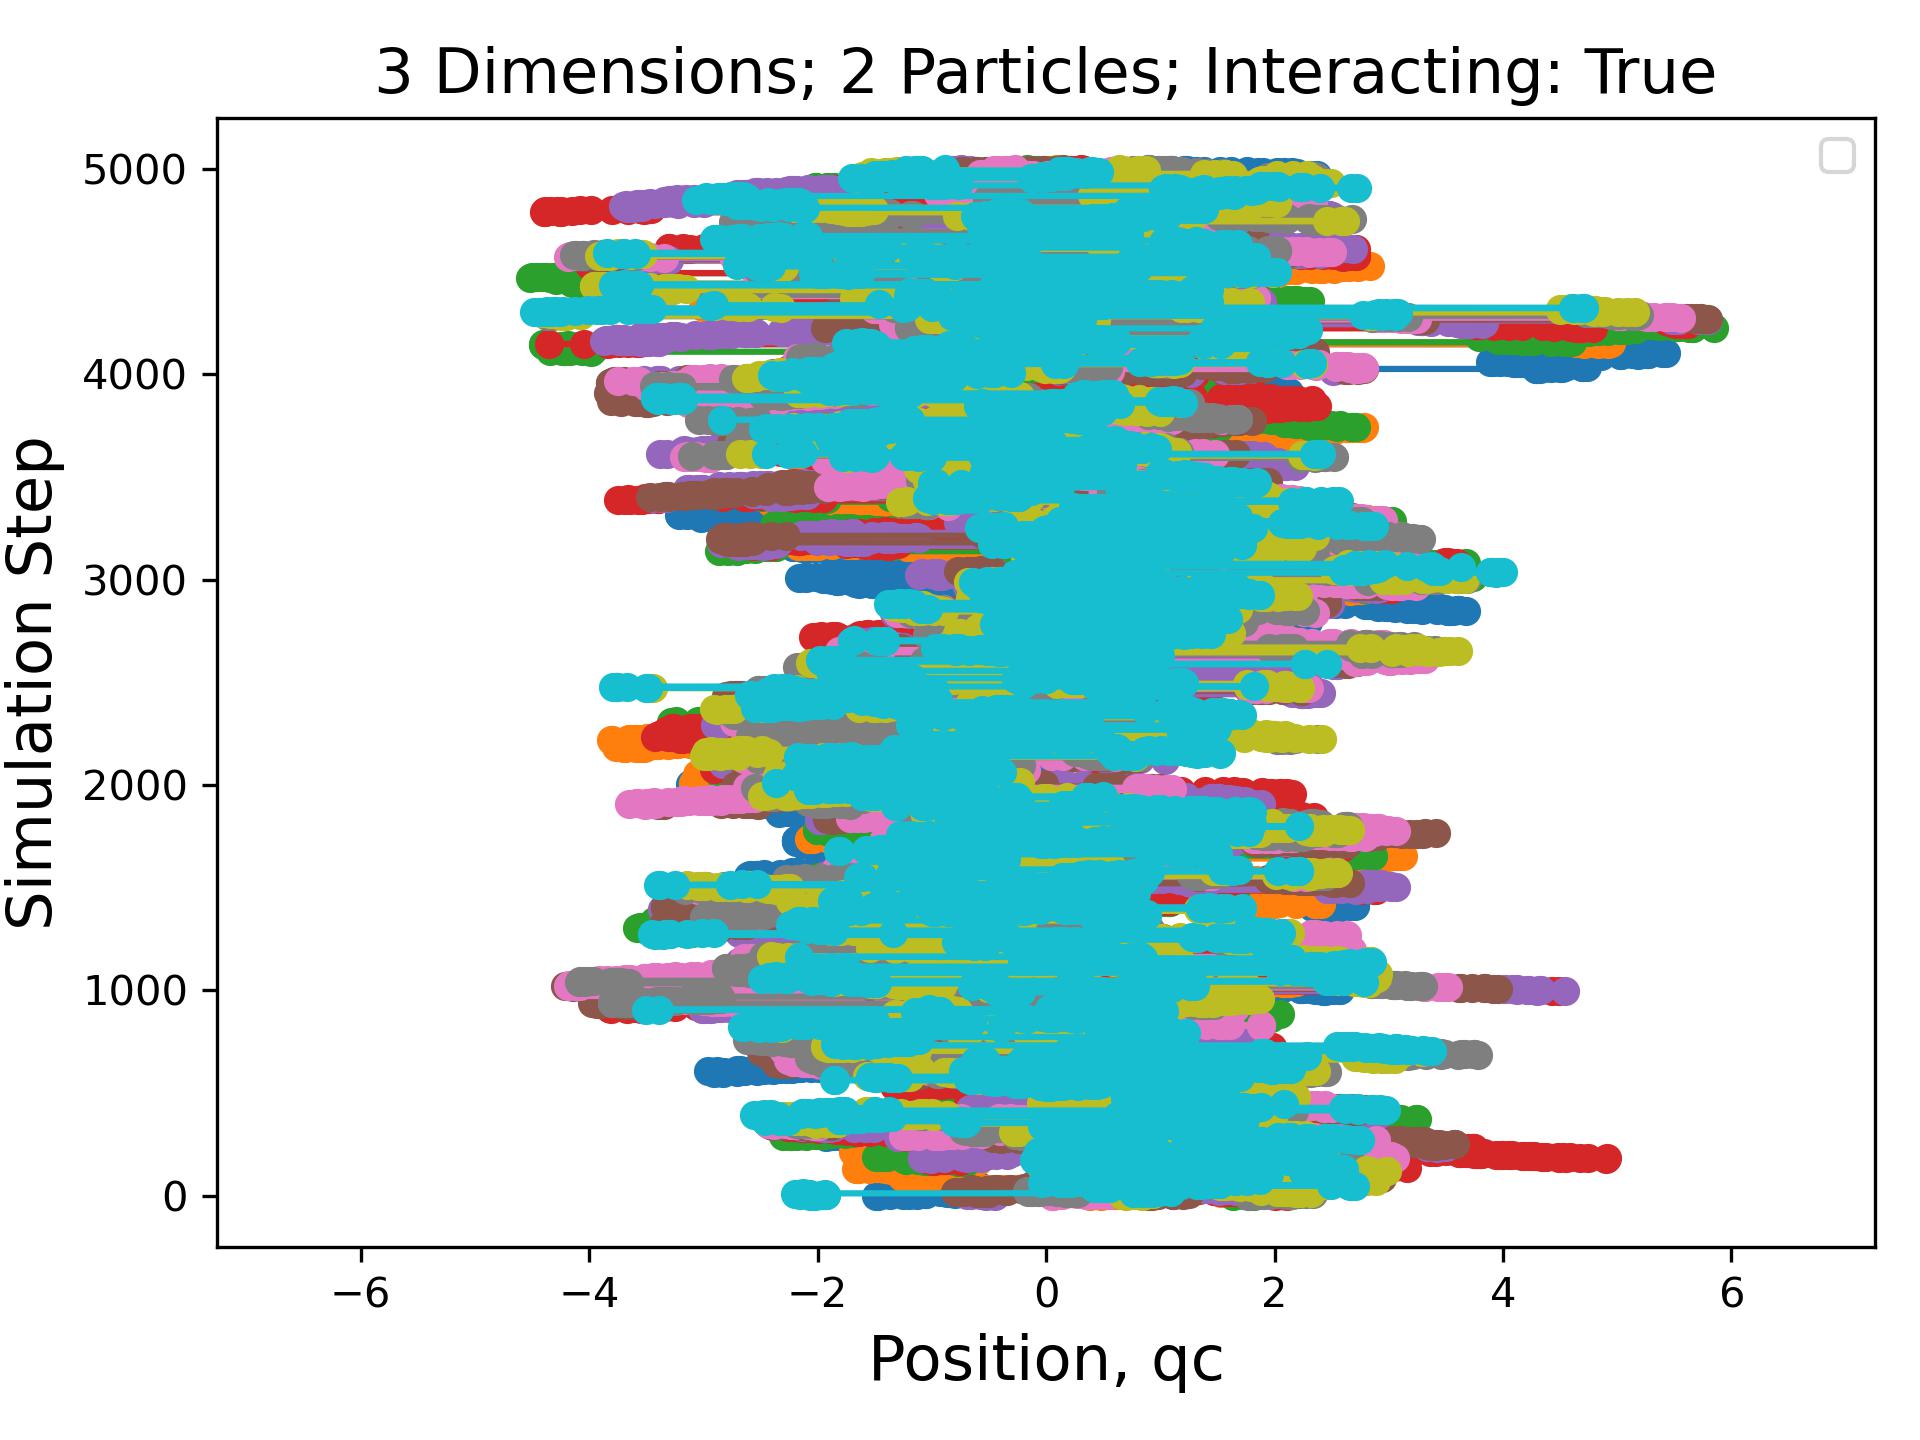 3 Dimensions; 2 Particles; Interacting: True
5000
4000
3000
2000
1000
0
Simulation Step
−6 −4 −2 0 2 4 6
Position, qc